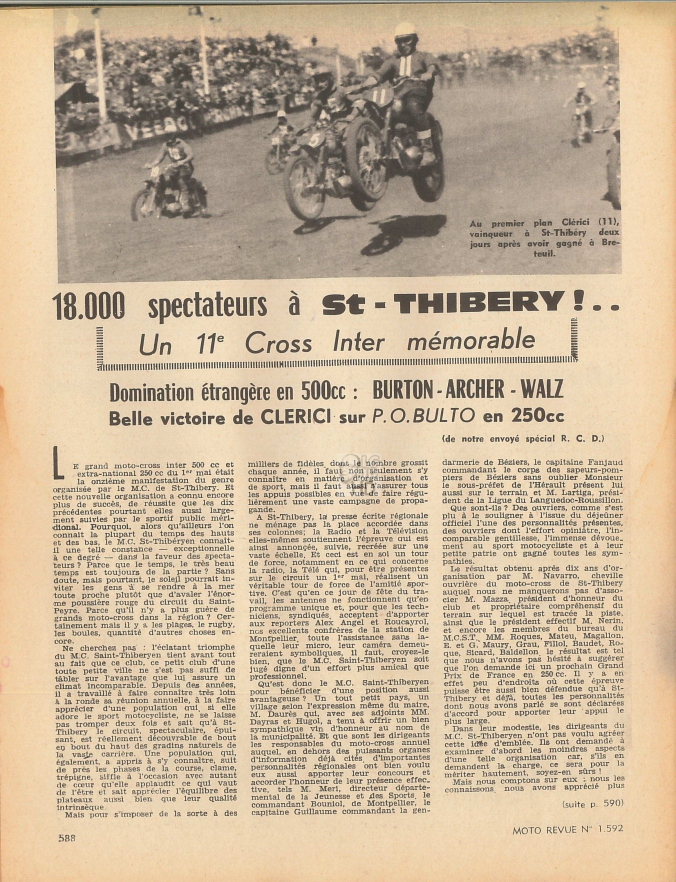 VEEDOL
Au premier plan Clérici (11),
vainqueur à St-Thibéry deux
jours après avoir gagné à Bre-
teuil.
18.000 spectateurs à St-THIBERY!..
Un 11e Cross Inter mémorable
Domination étrangère en 500cc : BURTON - ARCHER - WALZ
Belle victoire de CLERICI sur P.O.BULTO en 250cc
(de notre envoyé spécial R. C. D.)
LE grand moto-cross inter 500 cc et
extra-national 250 cc du 1er mai était
la onzième manifestation du genre
organisée par le M.C. de St-Thibery. Et
cette nouvelle organisation a connu encore
plus de succès, de réussite que les dix
précédentes pourtant elles aussi large-
ment suivies par le sportif public méri-
dional. Pourquoi, alors qu'ailleurs l'on
connaît la plupart du temps des hauts
et des bas, le M.C. St-Thibéryen connaît-
il une telle constance — exceptionnelle
à ce degré — dans la faveur des specta-
teurs ? Parce que le temps, le très beau
temps est toujours de la partie ? Sans
doute, mais pourtant, le soleil pourrait in-
viter les gens à se rendre à la mer
toute proche plutôt que d'avaler l'énor-
me poussière rouge du circuit du Saint-
Peyre. Parce qu'il n'y a plus guère de
grands moto-cross dans la région ? Cer-
tainement mais il y a les plages, le rugby,
les boules, quantité d'autres choses en-
core.
Ne cherchez pas : l'éclatant triomphe
du M.C. Saint-Thiberyen tient avant tout
au fait que ce club, ce petit club d'une
toute petite ville ne s'est pas suffi de
tabler sur l'avantage que lui assure un
climat incomparable. Depuis des années,
il a travaillé à faire connaître très loin
à la ronde sa réunion annuelle, à la faire
apprécier d'une population qui, si elle
adore le sport motocycliste, ne se laisse
pas tromper deux fois et sait qu'à St-
Thibery le circuit, spectaculaire, épui-
sant, est réellement découvrable de bout
en bout du haut des gradins naturels de
la vaste carrière. Une population qui,
également, a appris à s'y connaître, suit
de près les phases de la course, clame,
trépigne, siffle à l'occasion avec autant
de cœur qu'elle applaudit ce qui vaut
de l'être et sait apprécier l'équilibre des
plateaux aussi bien que leur qualité
intrinsèque.
Mais pour s'imposer de la sorte à des
milliers de fidèles dont le nombre grossit
chaque année, il faut non seulement s'y
connaître en matière d'organisation et
de sport, mais il faut aussi s'assurer tous
les appuis possibles en vue de faire régu-
lièrement une vaste campagne de propa-
gande.
A St-Thibery, la presse écrite régionale
ne ménage pas la place accordée dans
ses colonnes; la Radio et la Télévision
elles-mêmes soutiennent l'épreuve qui est
ainsi annoncée, suivie, recréée sur une
vaste échelle. Et ceci est en soi un tour
de force, notamment en ce qui concerne
la radio, la Télé qui, pour être présentes
sur le circuit un 1er mai, réalisent un
véritable tour de force de l'amitié spor-
tive. C'est qu'en ce jour de fête du tra-
vail, les antennes ne fonctionnent qu'en
programme unique et, pour que les tech-
niciens, syndiqués, acceptent d'apporter
aux reporters Alex Angel et Roucayrol,
nos excellents confrères de la station de
Montpellier, toute l'assistance sans la-
quelle leur micro, leur caméra demeu-
reraient symboliques, il faut, croyez-le
bien, que le M.C. Saint-Thiberyen soit
jugé digne d'un effort plus amical que
professionnel.
Qu'est donc le M.C. Saint-Thiberyen
pour bénéficier d'une position aussi
avantageuse ? Un tout petit pays, un
village selon l'expression même du maire,
M. Daurès qui, avec ses adjoints MM.
Deyras et Hugol, a tenu à offrir un bien
sympathique vin d'honneur au nom de
la municipalité. Et que sont les dirigeants
les responsables du moto-cross annuel
auquel, en dehors des puissants organes
d'information déjà cités, d'importantes
personnalités régionales ont bien voulu
eux aussi apporter leur concours et
accorder l'honneur de leur présence effec-
tive, tels M. Meri, directeur départe-
mental de la Jeunesse et des Sports, le
commandant Bouniol, de Montpellier, le
capitaine Guillaume commandant la gen-
darmerie de Béziers, le capitaine Fanjaud
commandant le corps des sapeurs-pom-
piers de Béziers sans oublier Monsieur
le sous-préfet de l'Hérault présent lui
aussi sur le terrain et M. Lartiga, prési-
dent de la Ligue du Languedoc-Roussillon.
Que sont-ils ? Des ouvriers, comme s'est
plu à le souligner à l'issue du déjeuner
officiel l'une des personnalités présentes,
des ouvriers dont l'effort opiniâtre, l'in-
comparable gentillesse, l'immense dévoue-
ment au sport motocycliste et à leur
petite patrie ont gagné toutes les sym-
pathies.
Le résultat obtenu après dix ans d'or-
ganisation par M. Navarro, cheville
ouvrière du moto-cross de St-Thibery
auquel nous ne manquerons pas d'asso-
cier M. Mazza, président d'honneur du
club et propriétaire compréhensif du
terrain sur lequel est tracée la piste,
ainsi que le président effectif M. Nerin,
et encore les membres du bureau du
M.C.S.T., MM. Roques, Mateu, Magallon,
E. et G. Maury, Grau, Fillol, Baudet, Ro-
que, Sicard, Baldellon, le résultat est tel
que nous n'avons pas hésité à suggérer
que l'on demande ici un prochain Grand
Prix de France en 250 cc. Il y a en
effet peu d'endroits où cette épreuve
puisse être aussi bien défendue qu'à St-
Thibery et déjà, toutes les personnalités
dont nous avons parlé se sont déclarées
d'accord pour apporter leur appui le
plus large.
Dans leur modestie, les dirigeants du
M.C. St-Thiberyen n'ont pas voulu agréer
cette idée d'emblée. Ils ont demandé à
examiner d'abord les moindres aspects
d'une telle organisation car, s'ils en
demandent la charge, ce sera pour la
mériter hautement, soyez-en sûrs !
Mais nous comptons sur eux : nous les
connaissons, nous avons apprécié plus
(suite p. 590)
588
MOTO REVUE N° 1.592